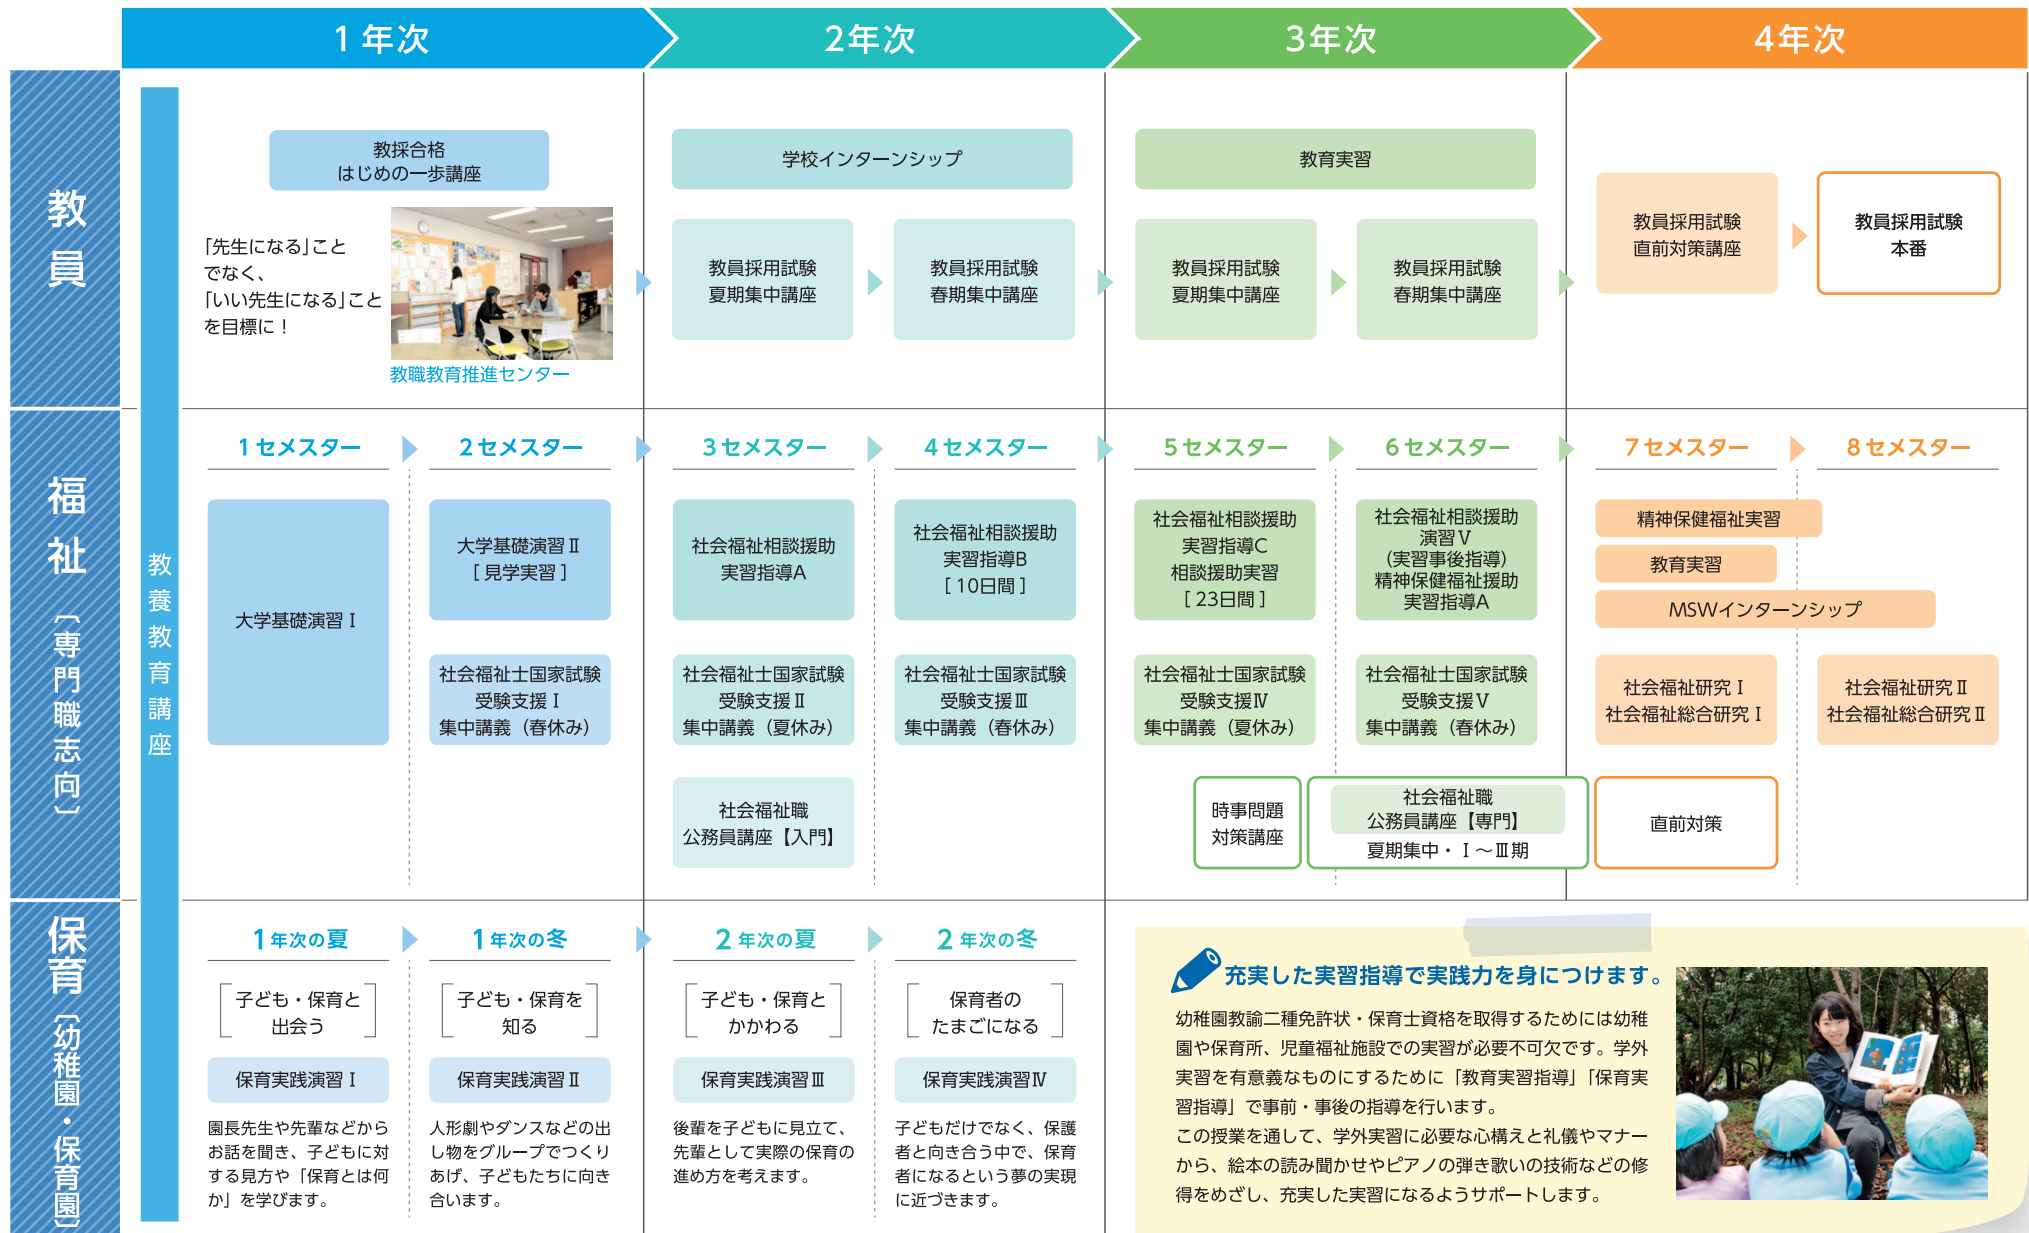 1年次
2年次
3年次
4年次
教員
教養教育講座
教採合格
はじめの一歩講座
「先生になる」こと
でなく、
「いい先生になる」こと
を目標に！
教職教育推進センター
学校インターンシップ
教員採用試験
夏期集中講座
教員採用試験
春期集中講座
教育実習
教員採用試験
夏期集中講座
教員採用試験
春期集中講座
教員採用試験
直前対策講座
教員採用試験
本番
福祉
〔専門職志向〕
1セメスター
2セメスター
3セメスター
4セメスター
5セメスター
6セメスター
7セメスター
8セメスター
大学基礎演習Ⅰ
大学基礎演習Ⅱ
［見学実習］
社会福祉士国家試験
受験支援Ⅰ
集中講義（春休み）
社会福祉相談援助
実習指導A
社会福祉士国家試験
受験支援Ⅱ
集中講義（夏休み）
社会福祉職
公務員講座【入門】
社会福祉相談援助
実習指導B
［10日間］
社会福祉士国家試験
受験支援Ⅲ
集中講義（春休み）
社会福祉相談援助
実習指導C
相談援助実習
［23日間］
社会福祉士国家試験
受験支援Ⅳ
集中講義（夏休み）
時事問題
対策講座
社会福祉相談援助
演習Ⅴ
（実習事後指導）
精神保健福祉援助
実習指導A
社会福祉士国家試験
受験支援Ⅴ
集中講義（春休み）
社会福祉職
公務員講座【専門】
夏期集中・Ⅰ～Ⅲ期
精神保健福祉実習
教育実習
MSWインターンシップ
社会福祉研究Ⅰ
社会福祉総合研究Ⅰ
社会福祉研究Ⅱ
社会福祉総合研究Ⅱ
直前対策
保育
〔幼稚園・保育園〕
1年次の夏
子ども・保育と
出会う
保育実践演習Ⅰ
園長先生や先輩などから
お話を聞き、子どもに対
する見方や「保育とは何
か」を学びます。
1年次の冬
子ども・保育を
知る
保育実践演習Ⅱ
人形劇やダンスなどの出
し物をグループでつくり
あげ、子どもたちに向き
合います。
2年次の夏
子ども・保育と
かかわる
保育実践演習Ⅲ
後輩を子どもに見立て、
先輩として実際の保育の
進め方を考えます。
2年次の冬
保育者の
たまごになる
保育実践演習Ⅳ
子どもだけでなく、保護
者と向き合う中で、保育
者になるという夢の実現
に近づきます。
充実した実習指導で実践力を身につけます。
幼稚園教諭二種免許状・保育士資格を取得するためには幼稚
園や保育所、児童福祉施設での実習が必要不可欠です。学外
実習を有意義なものにするために「教育実習指導」「保育実
習指導」で事前・事後の指導を行います。
この授業を通して、学外実習に必要な心構えと礼儀やマナー
から、絵本の読み聞かせやピアノの弾き歌いの技術などの修
得をめざし、充実した実習になるようサポートします。